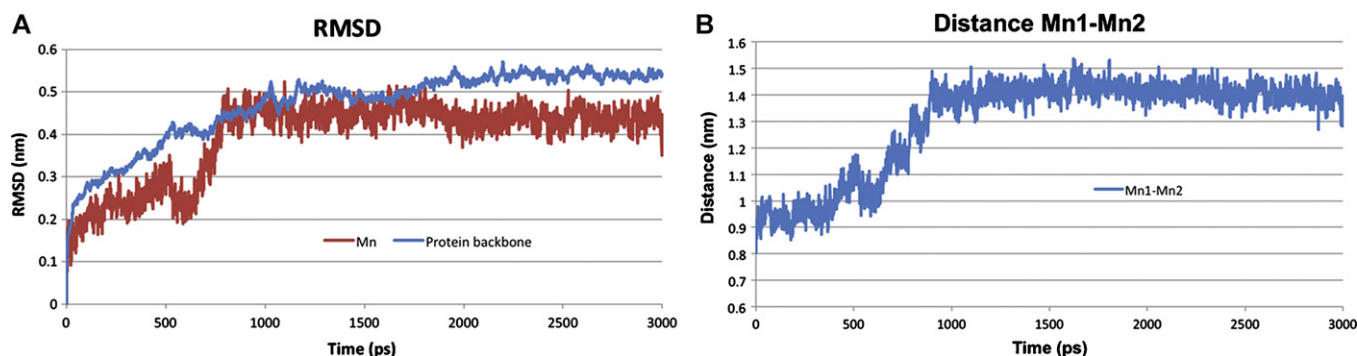 A
RMSD
RMSD (nm)
0.6
0.5
0.4
0.3
0.2
0.1
0
Mn Protein backbone
0 500 1000 1500 2000 2500 3000
Time (ps)
B
Distance Mn1-Mn2
Distance (nm)
1.6
1.5
1.4
1.3
1.2
1.1
1
0.9
0.8
0.7
0.6
Mn1-Mn2
0 500 1000 1500 2000 2500 3000
Time (ps)